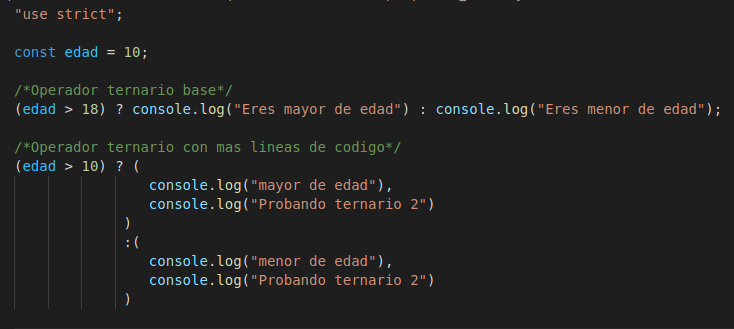 "use strict";
const edad = 10;
/*Operador ternario base*/
(edad > 18) ? console.log("Eres mayor de edad") : console.log("Eres menor de edad");
/*Operador ternario con mas lineas de codigo*/
(edad > 10) ? (
console.log("mayor de edad"),
console.log("Probando ternario 2")
)
:(
console.log("menor de edad"),
console.log("Probando ternario 2")
)